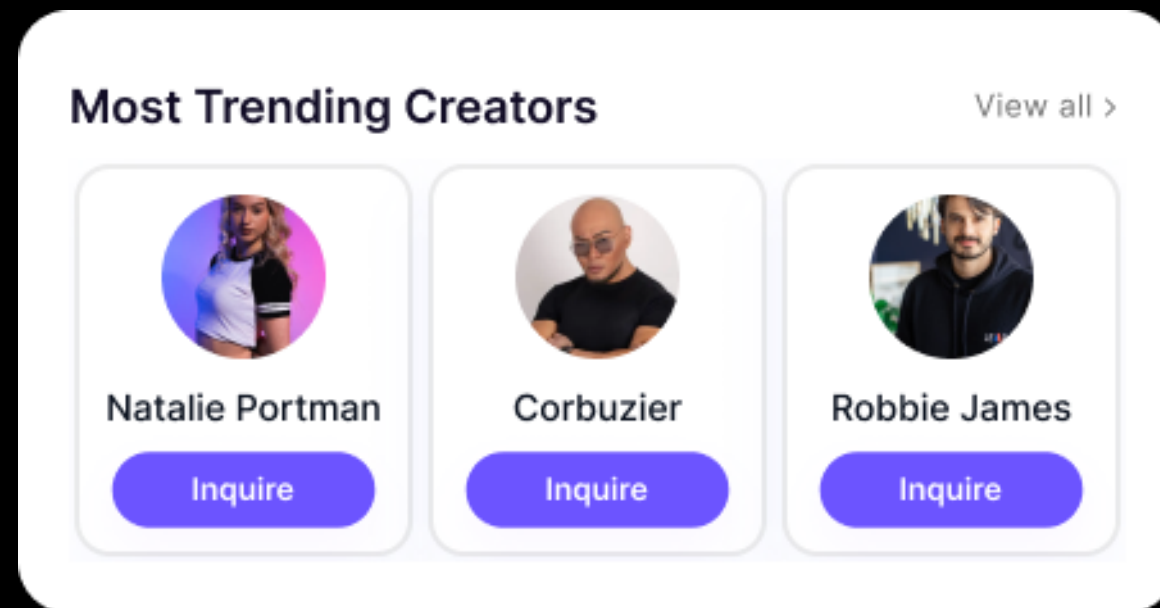 Most Trending Creators
View all >
Natalie Portman
Corbuzier
Robbie James
Inquire
Inquire
Inquire